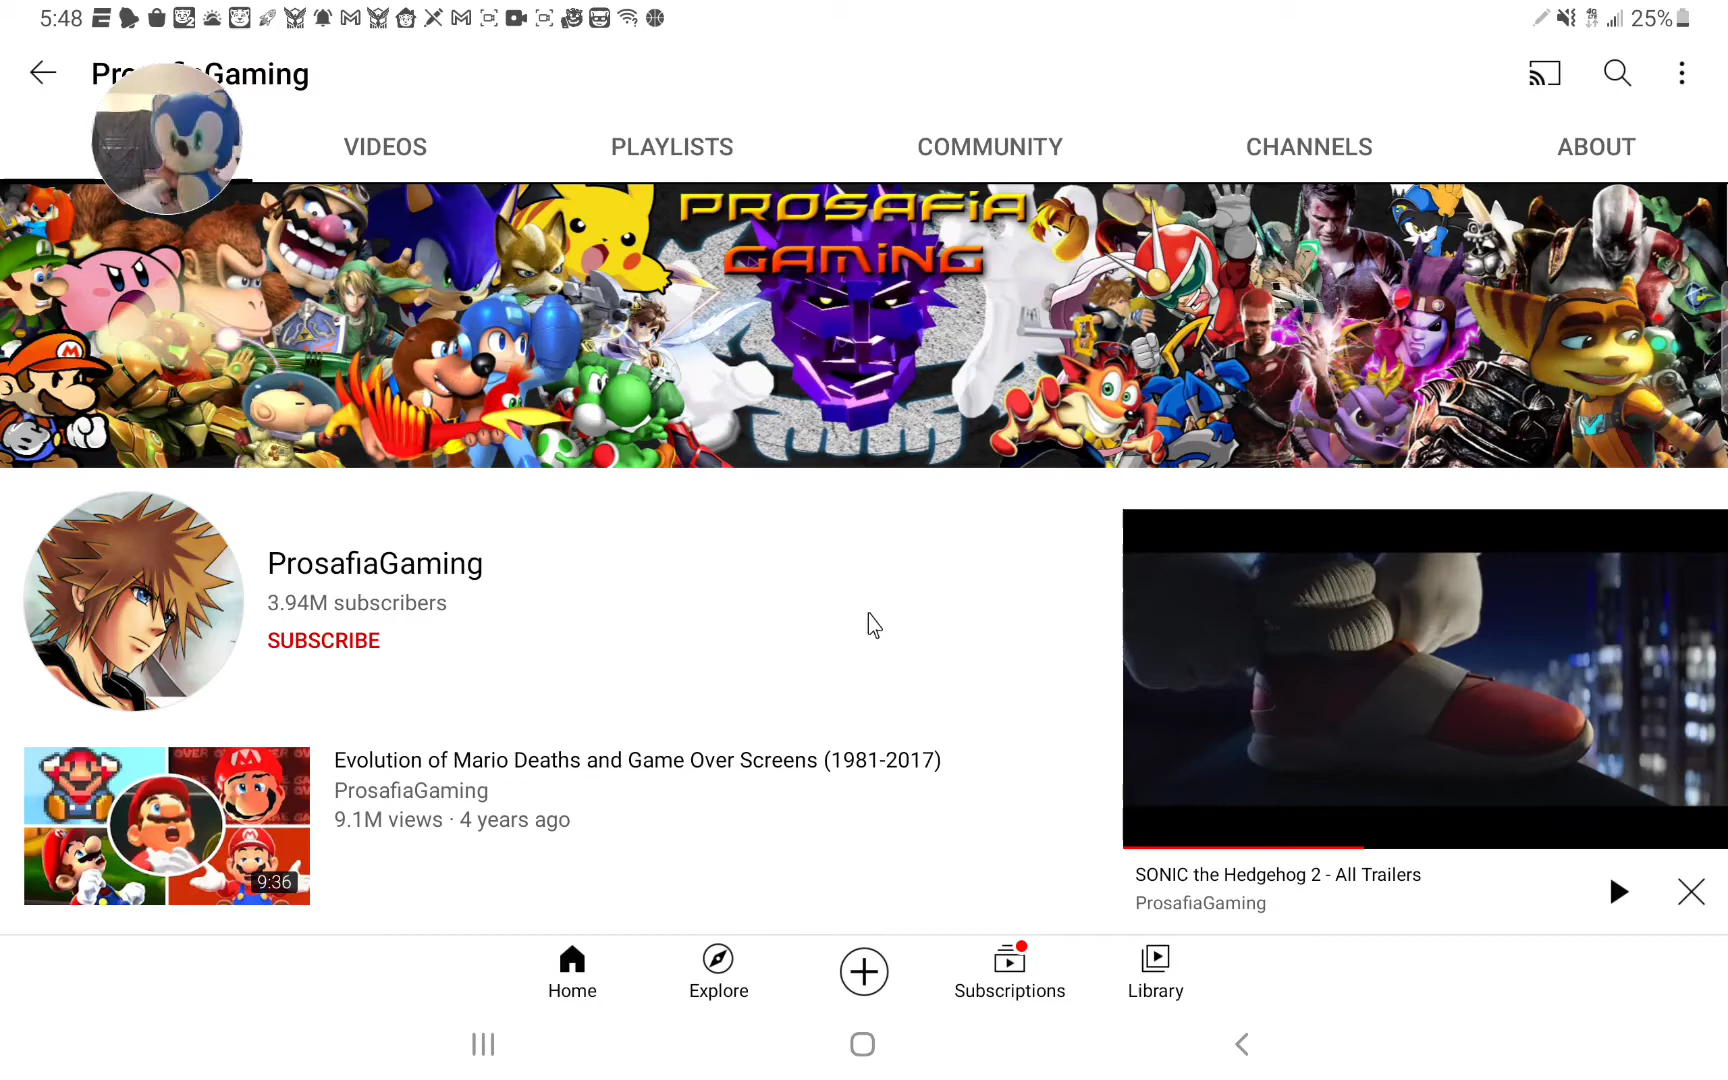 5:48
25%
Gaming
VIDEOS
PLAYLISTS
COMMUNITY
CHANNELS
ABOUT
PROSAFiA
GAMiNG
ProsafiaGaming
3.94M subscribers
SUBSCRIBE
Evolution of Mario Deaths and Game Over Screens (1981-2017)
ProsafiaGaming
9.1M views · 4 years ago
9:36
SONIC the Hedgehog 2 - All Trailers
ProsafiaGaming
Home
Explore
Subscriptions
Library